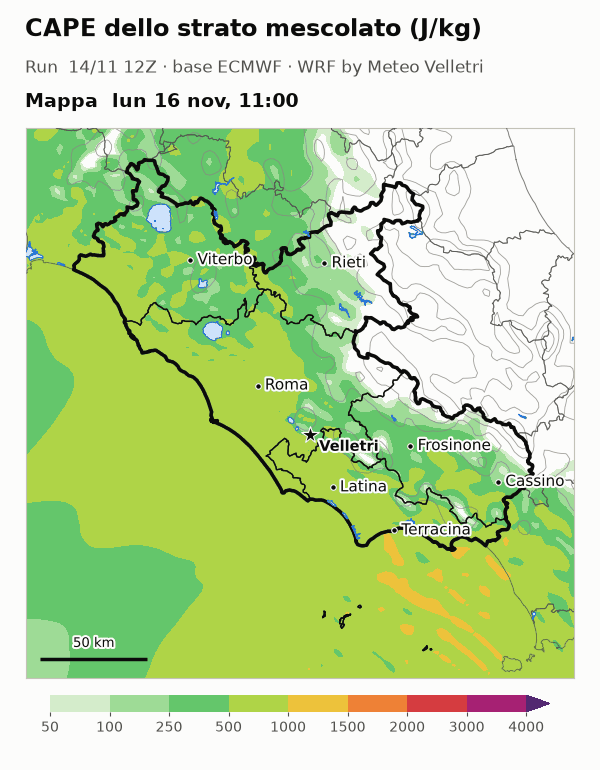 CAPE dello strato mescolato (J/kg)
Run  14/11 12Z · base ECMWF · WRF by Meteo Velletri
Mappa  lun 16 nov, 11:00
Viterbo
Rieti
Roma
Velletri
Frosinone
Latina
Cassino
Terracina
50 km
50 100 250 500 1000 1500 2000 3000 4000